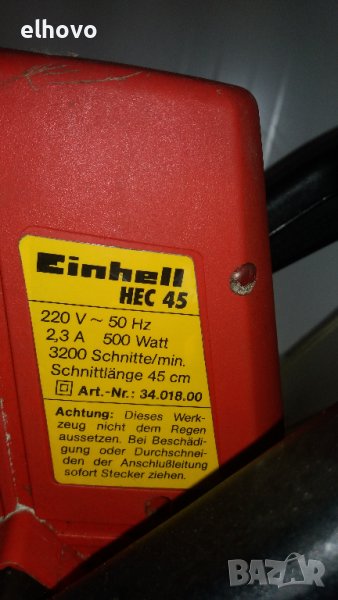 elhovo
Einhell
HEC 45
220 V ~ 50 Hz
2,3 A 500 Watt
3200 Schnitte/min.
Schnittlänge 45 cm
Art.-Nr.: 34.018.00
Achtung: Dieses Werk-
zeug nicht dem Regen
aussetzen. Bei Beschädi-
gung oder Durchschnei-
den der Anschlußleitung
sofort Stecker ziehen.
BAZAR